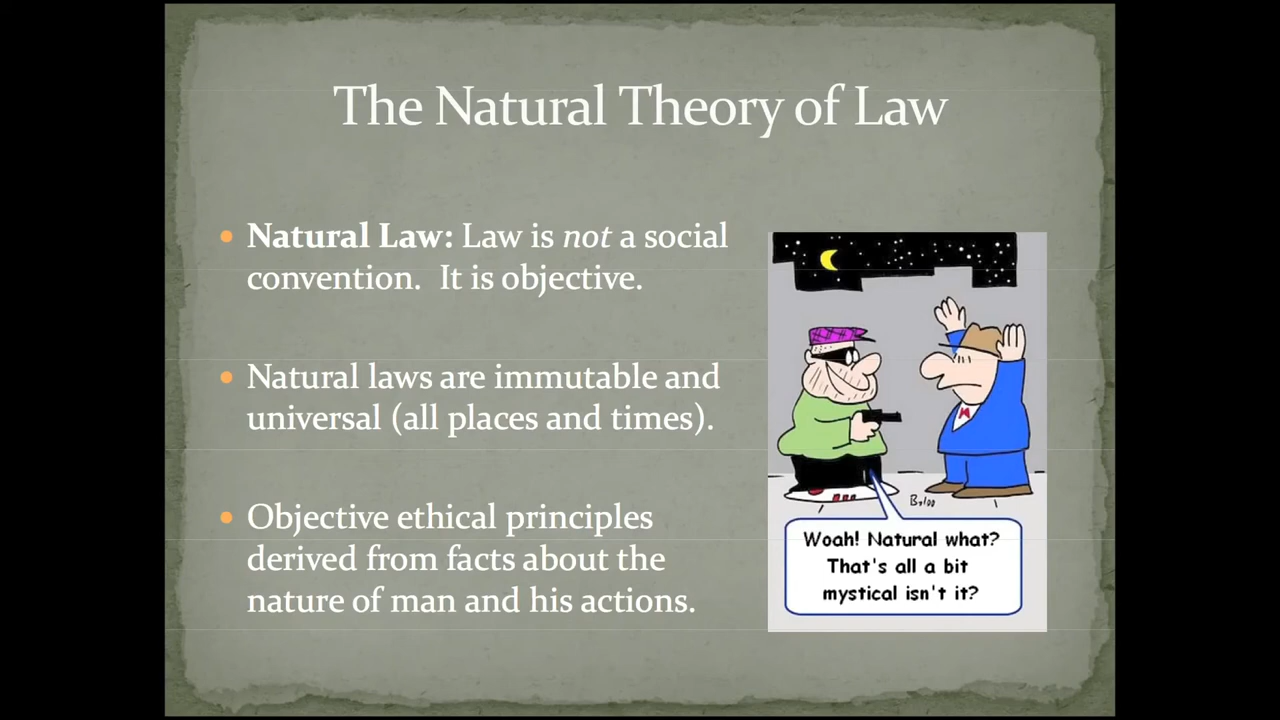 The Natural Theory of Law
Natural Law: Law is not a social
convention.  It is objective.
Natural laws are immutable and
universal (all places and times).
Objective ethical principles
derived from facts about the
nature of man and his actions.
Woah! Natural what?
That's all a bit
mystical isn't it?